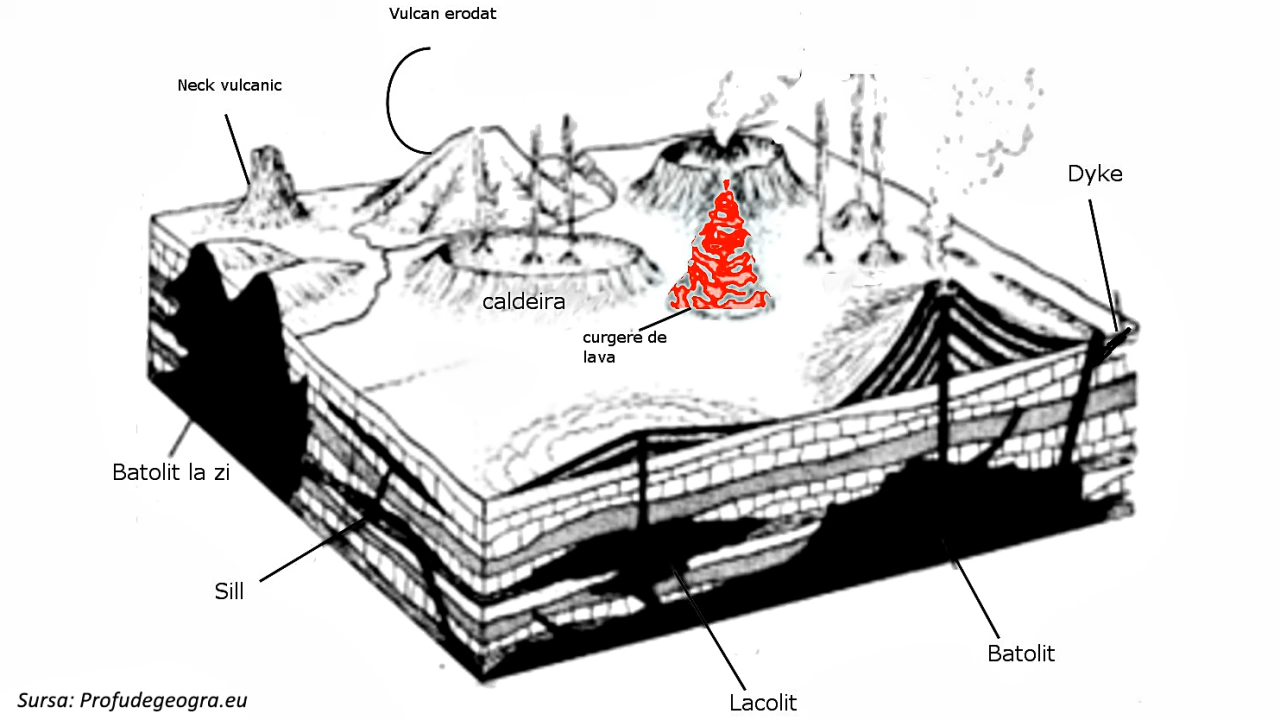 Vulcan erodat
Neck vulcanic
Dyke
caldeira
curgere de
lava
Batolit la zi
Sill
Batolit
Lacolit
Sursa: Profudegeogra.eu